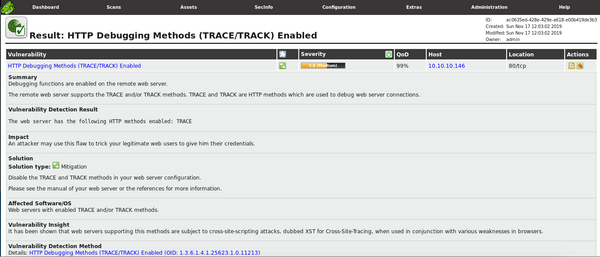 Dashboard Scans Assets SecInfo Configuration Extras Administration Help
ID: ac0635ed-428e-429e-a618-e00b419de3b3
Created: Sun Nov 17 12:03:02 2019
Modified: Sun Nov 17 12:03:02 2019
Owner: admin
Result: HTTP Debugging Methods (TRACE/TRACK) Enabled
Vulnerability Severity QoD Host Location Actions
HTTP Debugging Methods (TRACE/TRACK) Enabled 5.8 (Medium) 99% 10.10.10.146 80/tcp
Summary
Debugging functions are enabled on the remote web server.
The remote web server supports the TRACE and/or TRACK methods. TRACE and TRACK are HTTP methods which are used to debug web server connections.
Vulnerability Detection Result
The web server has the following HTTP methods enabled: TRACE
Impact
An attacker may use this flaw to trick your legitimate web users to give him their credentials.
Solution
Solution type: Mitigation
Disable the TRACE and TRACK methods in your web server configuration.
Please see the manual of your web server or the references for more information.
Affected Software/OS
Web servers with enabled TRACE and/or TRACK methods.
Vulnerability Insight
It has been shown that web servers supporting this methods are subject to cross-site-scripting attacks, dubbed XST for Cross-Site-Tracing, when used in conjunction with various weaknesses in browsers.
Vulnerability Detection Method
Details: HTTP Debugging Methods (TRACE/TRACK) Enabled (OID: 1.3.6.1.4.1.25623.1.0.11213)